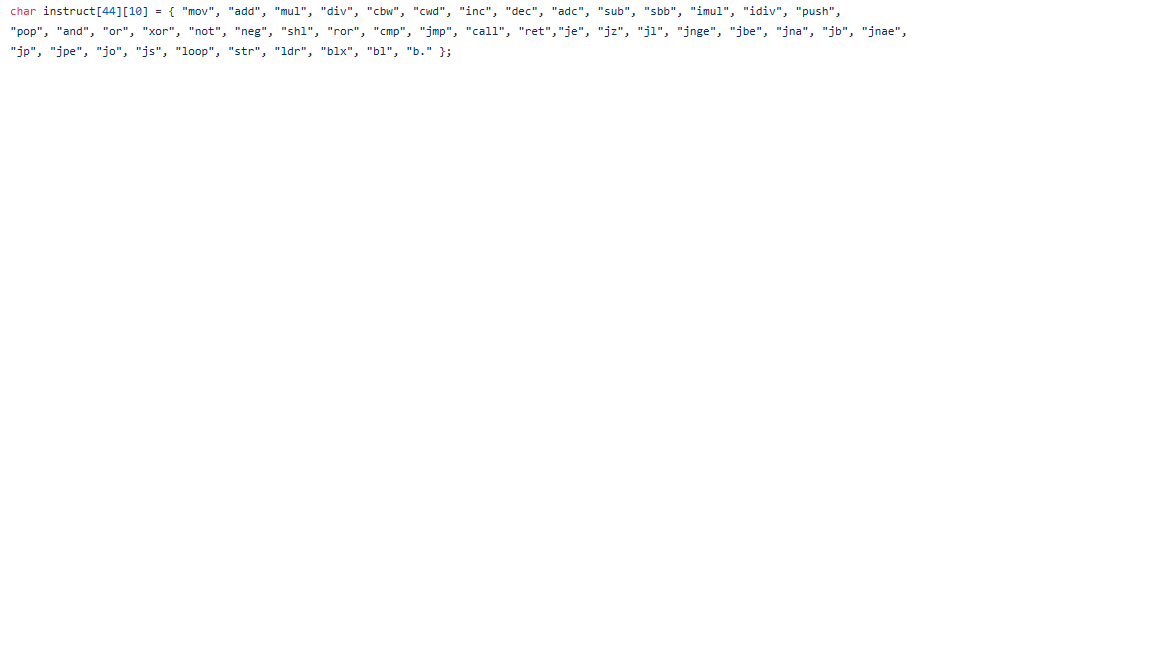 char instruct[44][10] = { "mov", "add", "mul", "div", "cbw", "cwd", "inc", "dec", "adc", "sub", "sbb", "imul", "idiv", "push",
"pop", "and", "or", "xor", "not", "neg", "shl", "ror", "cmp", "jmp", "call", "ret","je", "jz", "jl", "jnge", "jbe", "jna", "jb", "jnae",
"jp", "jpe", "jo", "js", "loop", "str", "ldr", "blx", "bl", "b." };